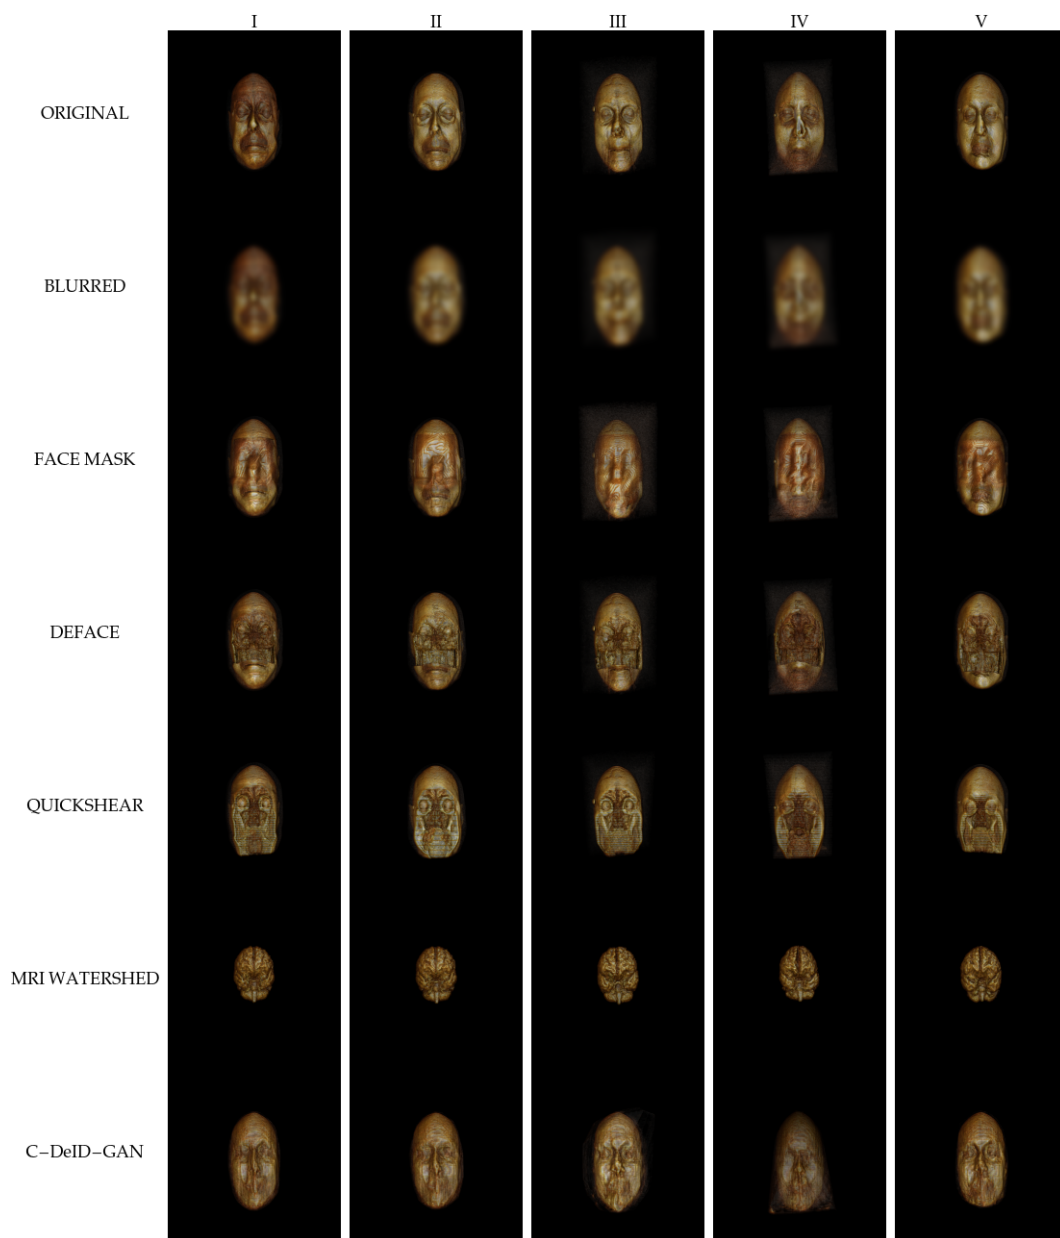 I II III IV V
ORIGINAL
BLURRED
FACE MASK
DEFACE
QUICKSHEAR
MRI WATERSHED
C−DeID−GAN